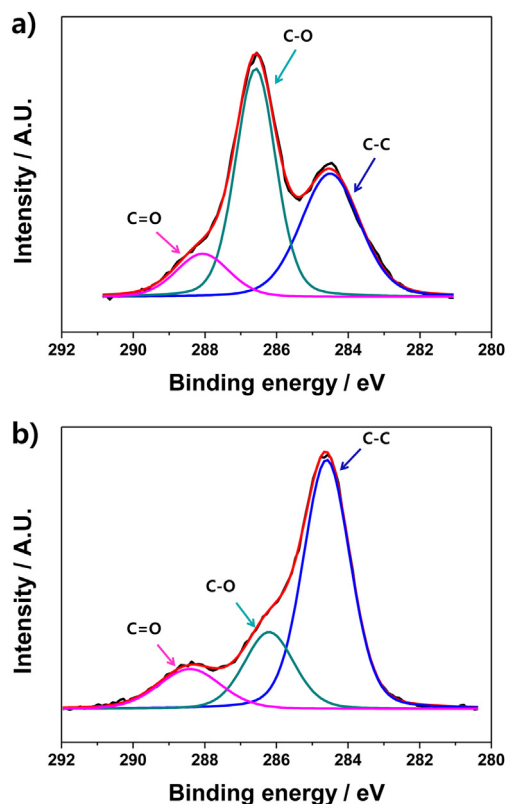 a)
C-O
C-C
C=O
Intensity / A.U.
292 290 288 286 284 282 280
Binding energy / eV
b)
C-C
C-O
C=O
Intensity / A.U.
292 290 288 286 284 282 280
Binding energy / eV